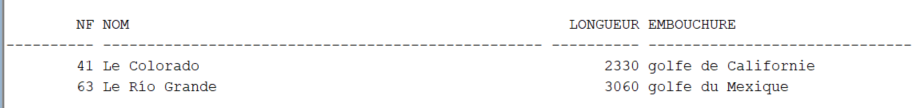 NF NOM LONGUEUR EMBOUCHURE
---------- -------------------------------------------------- ---------- ------------------------------
41 Le Colorado 2330 golfe de Californie
63 Le Río Grande 3060 golfe du Mexique